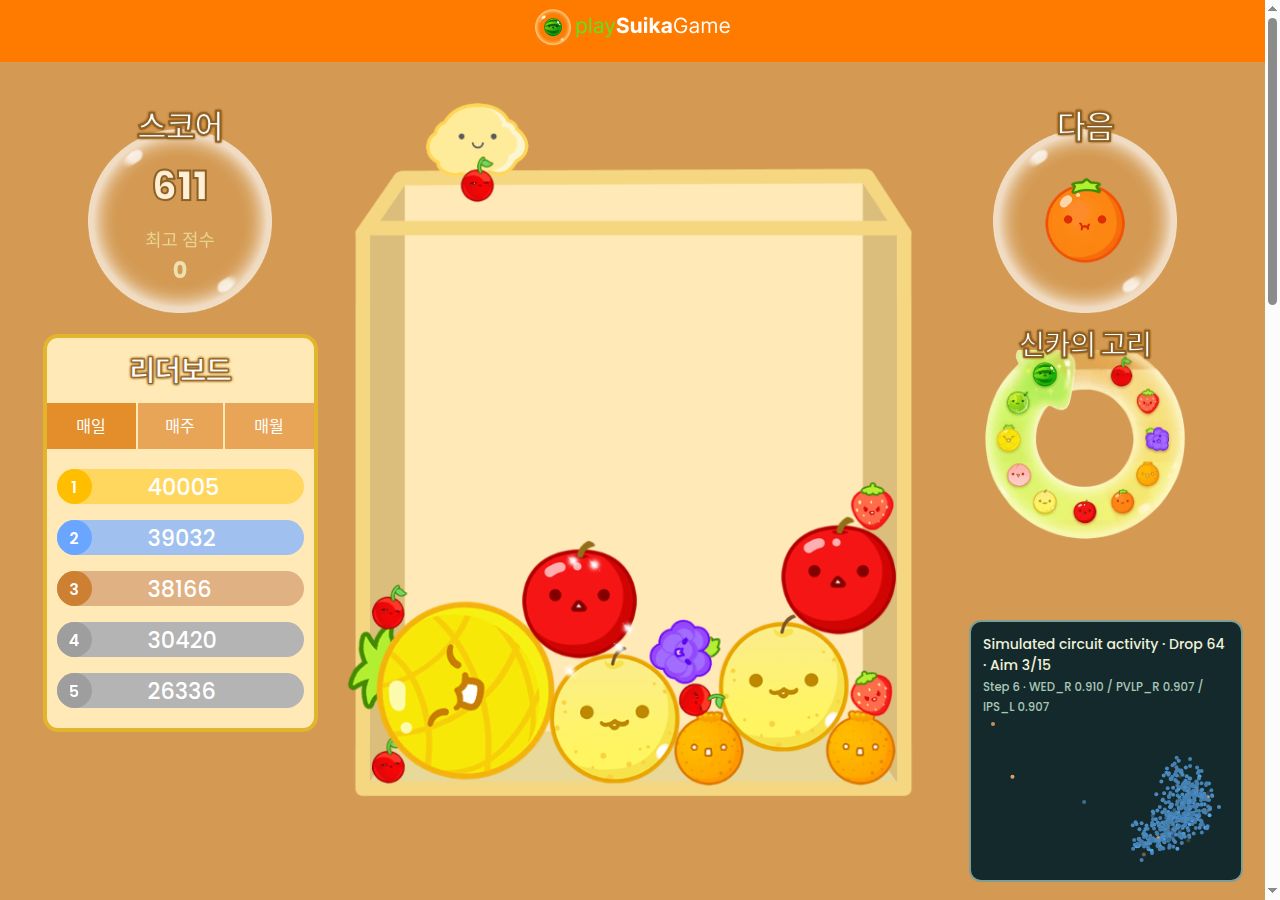 playSuikaGame
스코어
611
최고 점수
0
다음
신카의 고리
리더보드
매일 매주 매월
1 40005
2 39032
3 38166
4 30420
5 26336
Simulated circuit activity · Drop 64
· Aim 3/15
Step 6 · WED_R 0.910 / PVLP_R 0.907 /
IPS_L 0.907